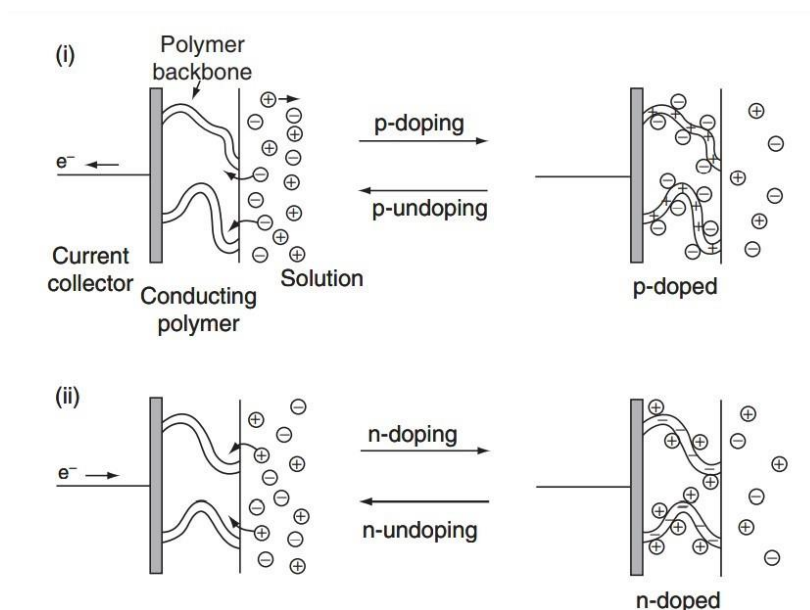 (i)
Polymer
backbone
e⁻
p-doping
p-undoping
Current
collector
Conducting
polymer
Solution
p-doped
(ii)
e⁻
n-doping
n-undoping
n-doped